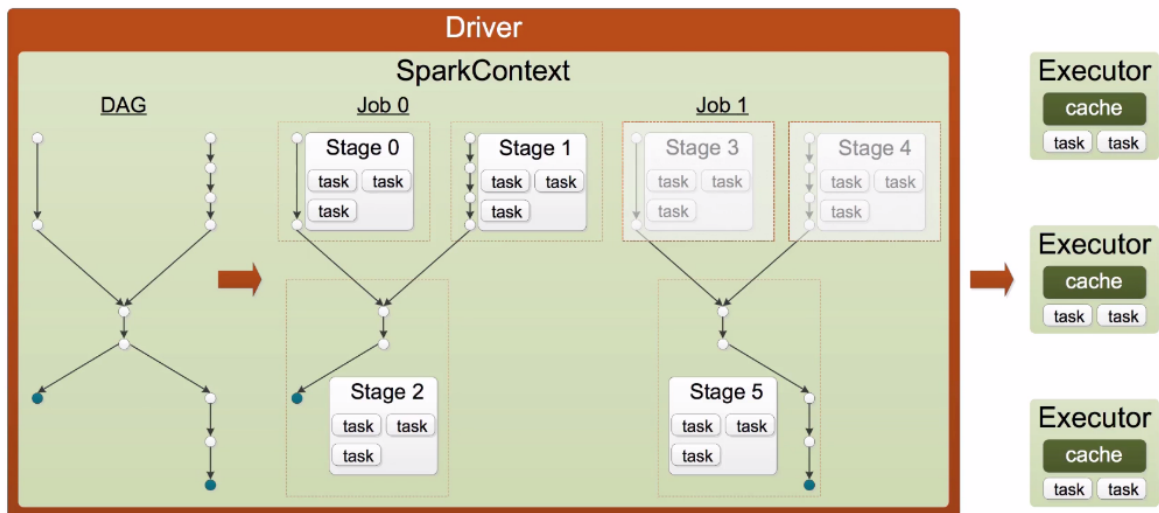 Driver
SparkContext
DAG
Job 0
Job 1
Stage 0
task task
task
Stage 1
task task
task
Stage 3
task task
task
Stage 4
task task
task
Stage 2
task task
task
Stage 5
task task
task
Executor
cache
task task
Executor
cache
task task
Executor
cache
task task